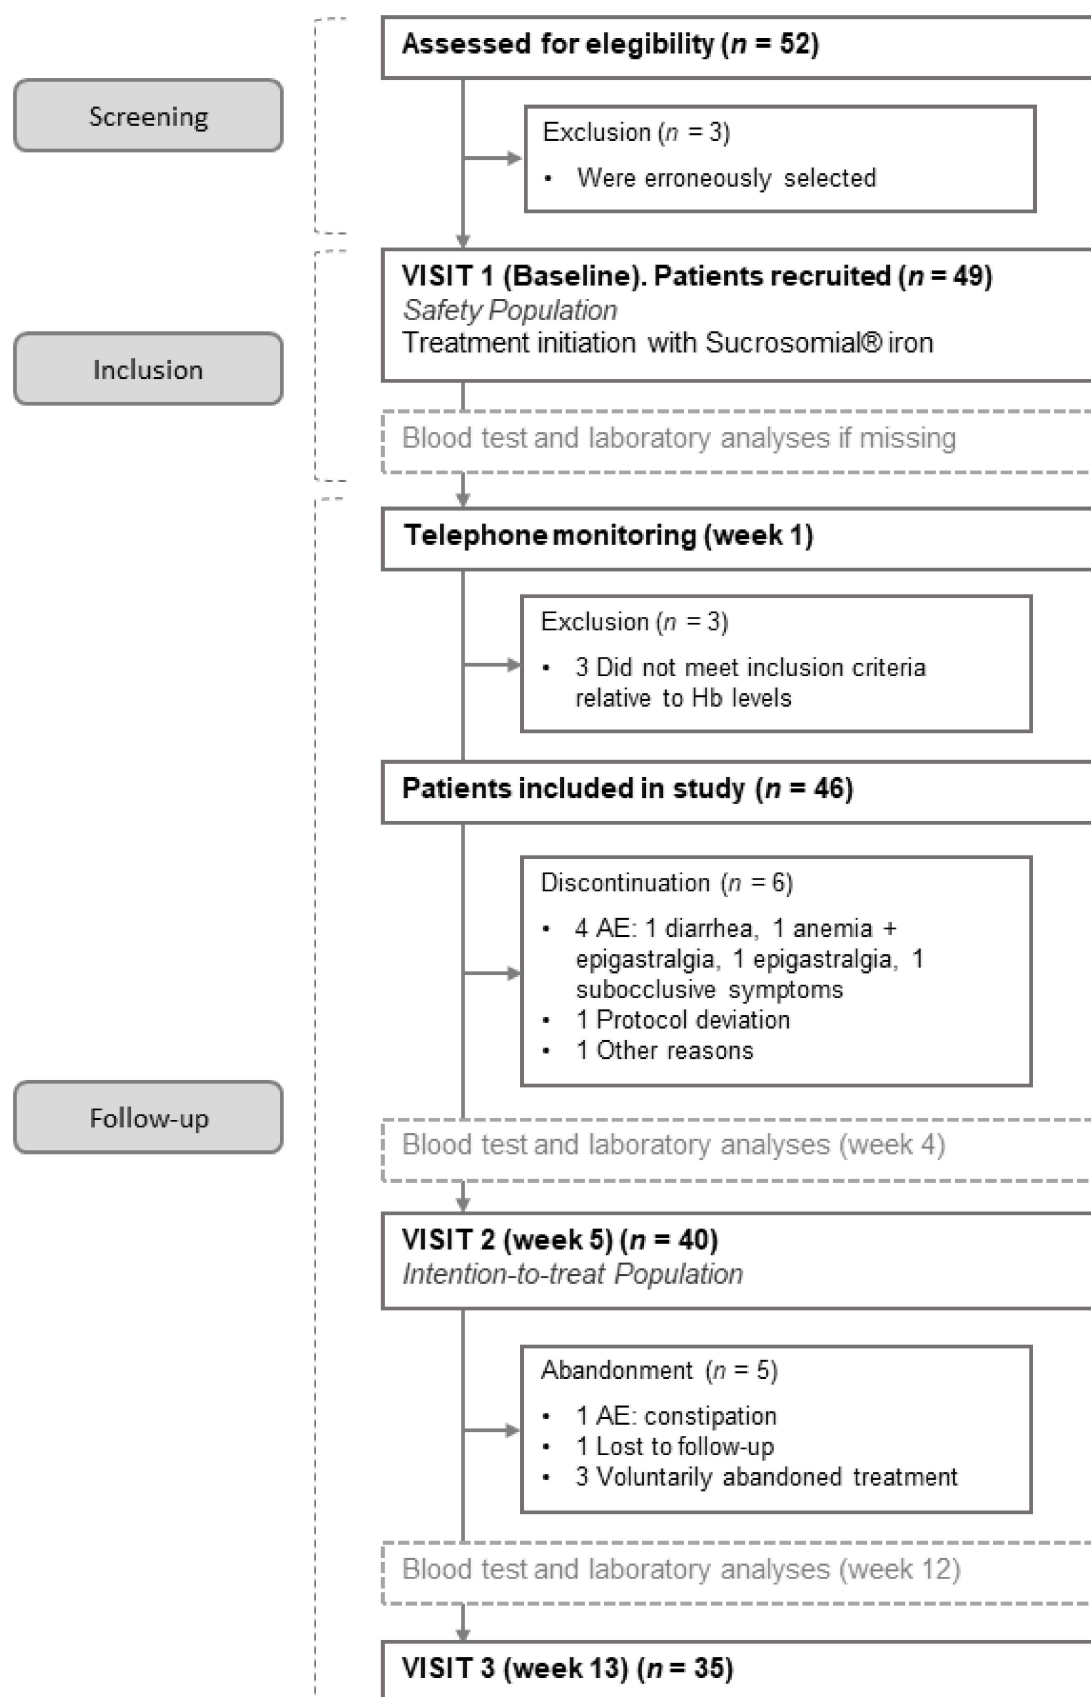 Assessed for elegibility (n = 52)
Screening
Exclusion (n = 3)
• Were erroneously selected
VISIT 1 (Baseline). Patients recruited (n = 49)
Safety Population
Treatment initiation with Sucrosomial® iron
Inclusion
Blood test and laboratory analyses if missing
Telephone monitoring (week 1)
Exclusion (n = 3)
• 3 Did not meet inclusion criteria
relative to Hb levels
Patients included in study (n = 46)
Discontinuation (n = 6)
• 4 AE: 1 diarrhea, 1 anemia +
epigastralgia, 1 epigastralgia, 1
subocclusive symptoms
• 1 Protocol deviation
• 1 Other reasons
Follow-up
Blood test and laboratory analyses (week 4)
VISIT 2 (week 5) (n = 40)
Intention-to-treat Population
Abandonment (n = 5)
• 1 AE: constipation
• 1 Lost to follow-up
• 3 Voluntarily abandoned treatment
Blood test and laboratory analyses (week 12)
VISIT 3 (week 13) (n = 35)